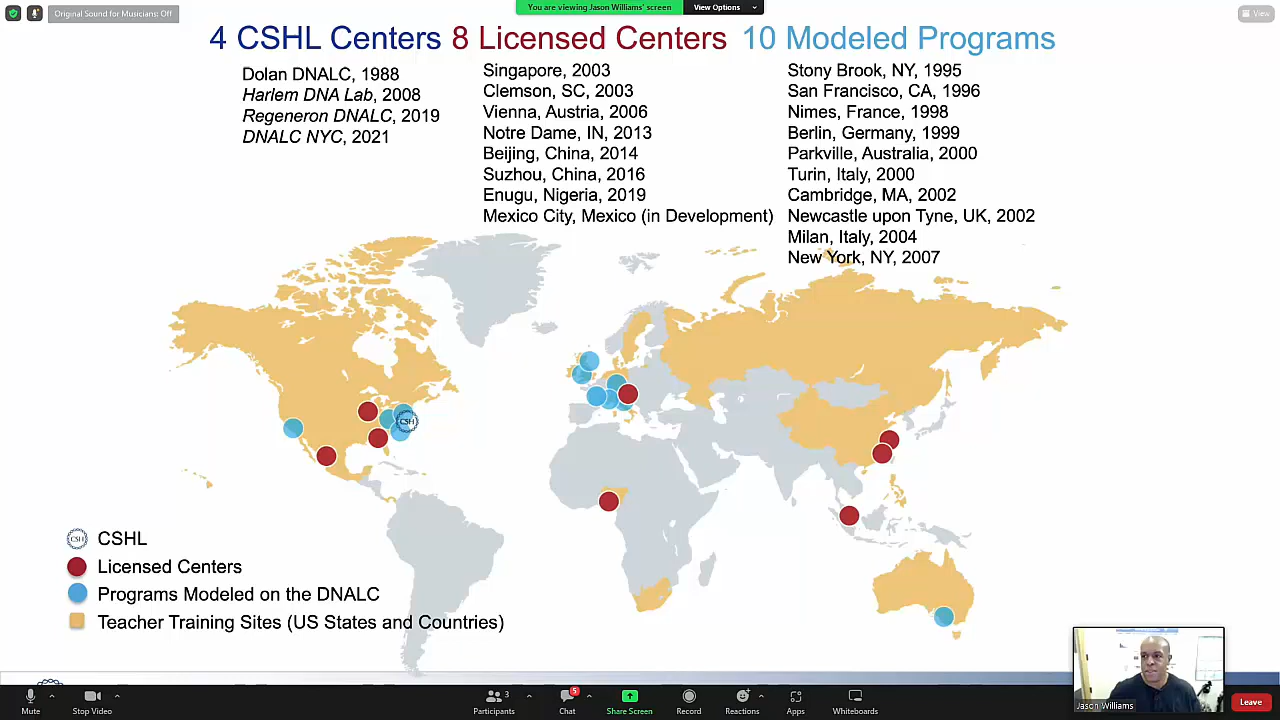 Original Sound for Musicians: Off
You are viewing Jason Williams' screen
View Options
View
4 CSHL Centers
8 Licensed Centers
10 Modeled Programs
Dolan DNALC, 1988
Harlem DNA Lab, 2008
Regeneron DNALC, 2019
DNALC NYC, 2021
Singapore, 2003
Clemson, SC, 2003
Vienna, Austria, 2006
Notre Dame, IN, 2013
Beijing, China, 2014
Suzhou, China, 2016
Enugu, Nigeria, 2019
Mexico City, Mexico (in Development)
Stony Brook, NY, 1995
San Francisco, CA, 1996
Nimes, France, 1998
Berlin, Germany, 1999
Parkville, Australia, 2000
Turin, Italy, 2000
Cambridge, MA, 2002
Newcastle upon Tyne, UK, 2002
Milan, Italy, 2004
New York, NY, 2007
CSH
CSH
CSHL
Licensed Centers
Programs Modeled on the DNALC
Teacher Training Sites (US States and Countries)
Jason Williams
Mute
Stop Video
3
Participants
5
Chat
Share Screen
Record
Reactions
Apps
Whiteboards
Leave